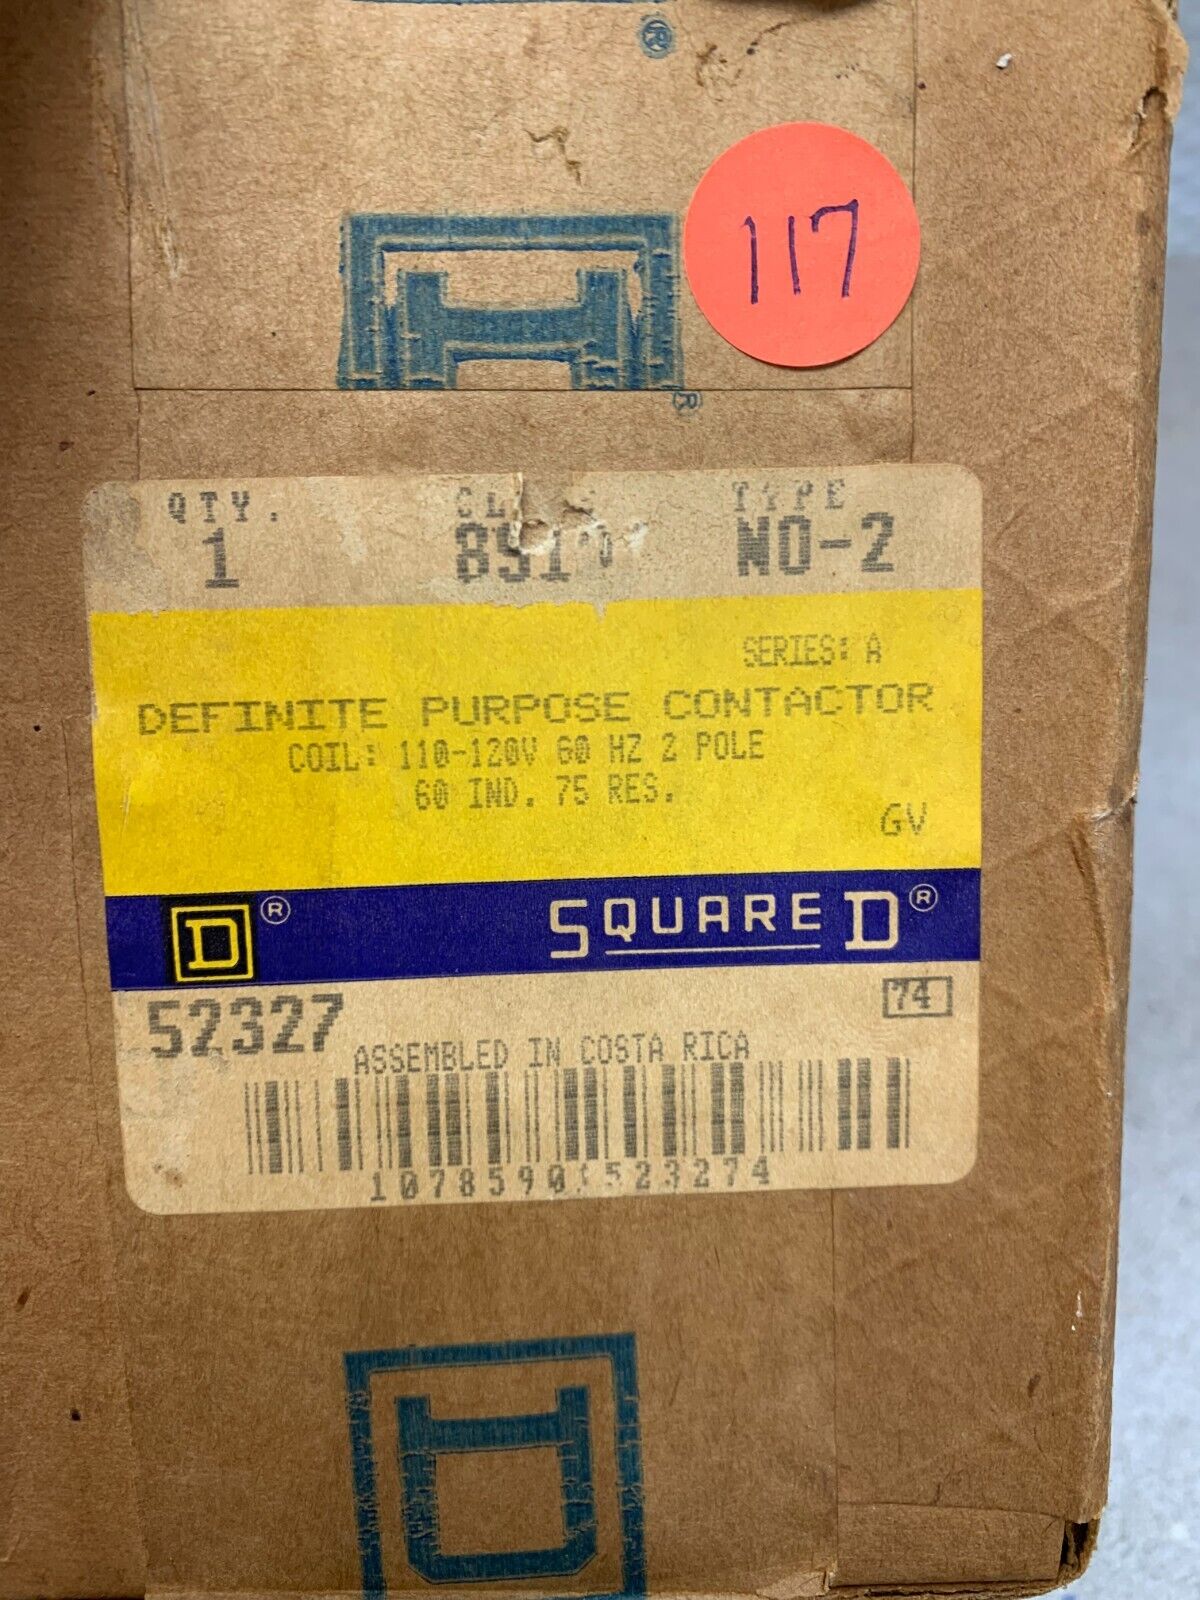 ®
117
®
QTY. TYPE
1 NO-2
SERIES: A
DEFINITE PURPOSE CONTACTOR
COIL: 110-120V 60 HZ 2 POLE
60 IND. 75 RES.
GV
D® SQUARE D®
52327 74
ASSEMBLED IN COSTA RICA
D